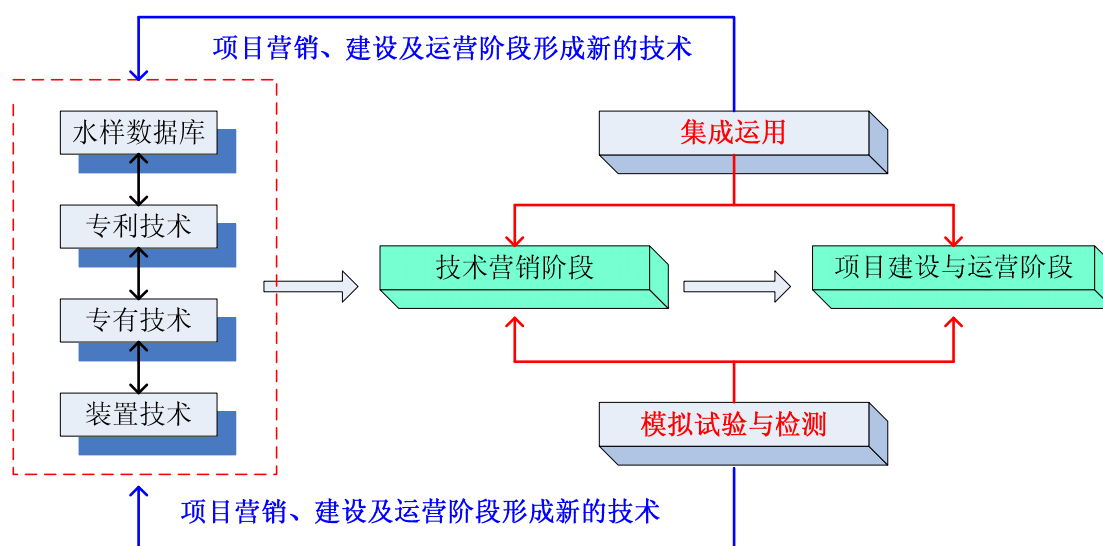 项目营销、建设及运营阶段形成新的技术
水样数据库
集成运用
专利技术
技术营销阶段
项目建设与运营阶段
专有技术
装置技术
模拟试验与检测
项目营销、建设及运营阶段形成新的技术